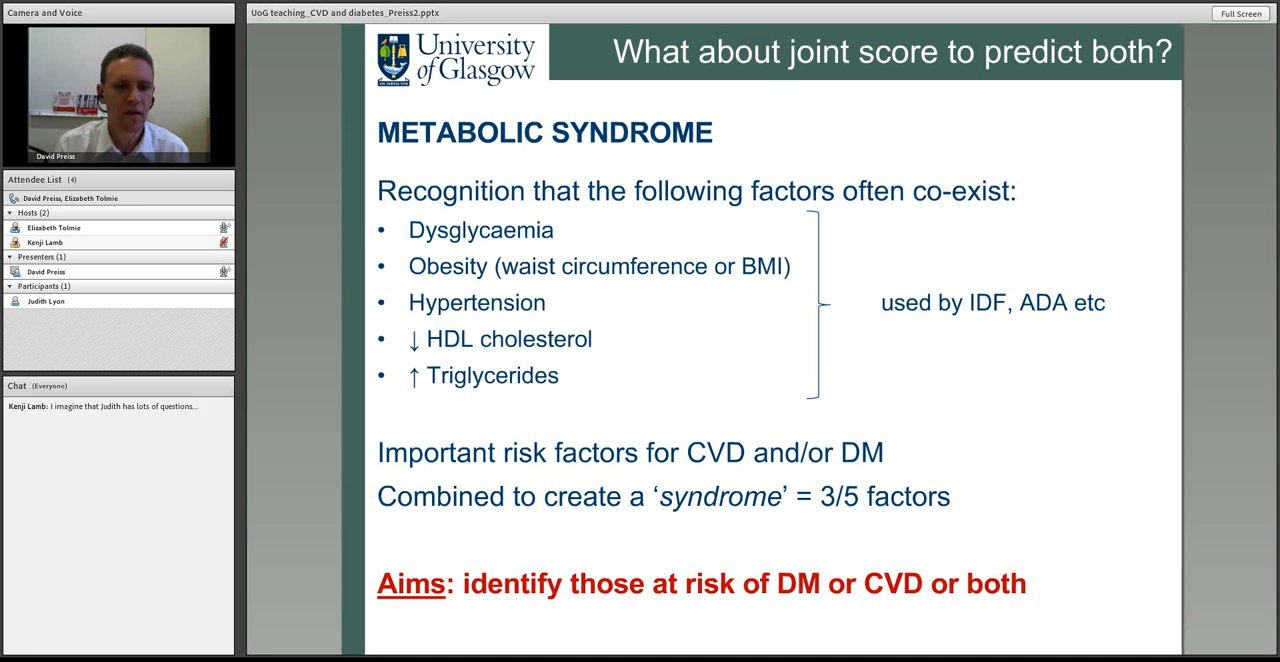 Camera and Voice
David Preiss
Attendee List (4)
David Preiss, Elizabeth Tolmie
Hosts (2)
Elizabeth Tolmie
Kenji Lamb
Presenters (1)
David Preiss
Participants (1)
Judith Lyon
Chat (Everyone)
Kenji Lamb: I imagine that Judith has lots of questions...
UoG teaching_CVD and diabetes_Preiss2.pptx
Full Screen
University
of Glasgow
What about joint score to predict both?
METABOLIC SYNDROME
Recognition that the following factors often co-exist:
• Dysglycaemia
• Obesity (waist circumference or BMI)
• Hypertension
used by IDF, ADA etc
• ↓ HDL cholesterol
• ↑ Triglycerides
Important risk factors for CVD and/or DM
Combined to create a ‘syndrome’ = 3/5 factors
Aims: identify those at risk of DM or CVD or both